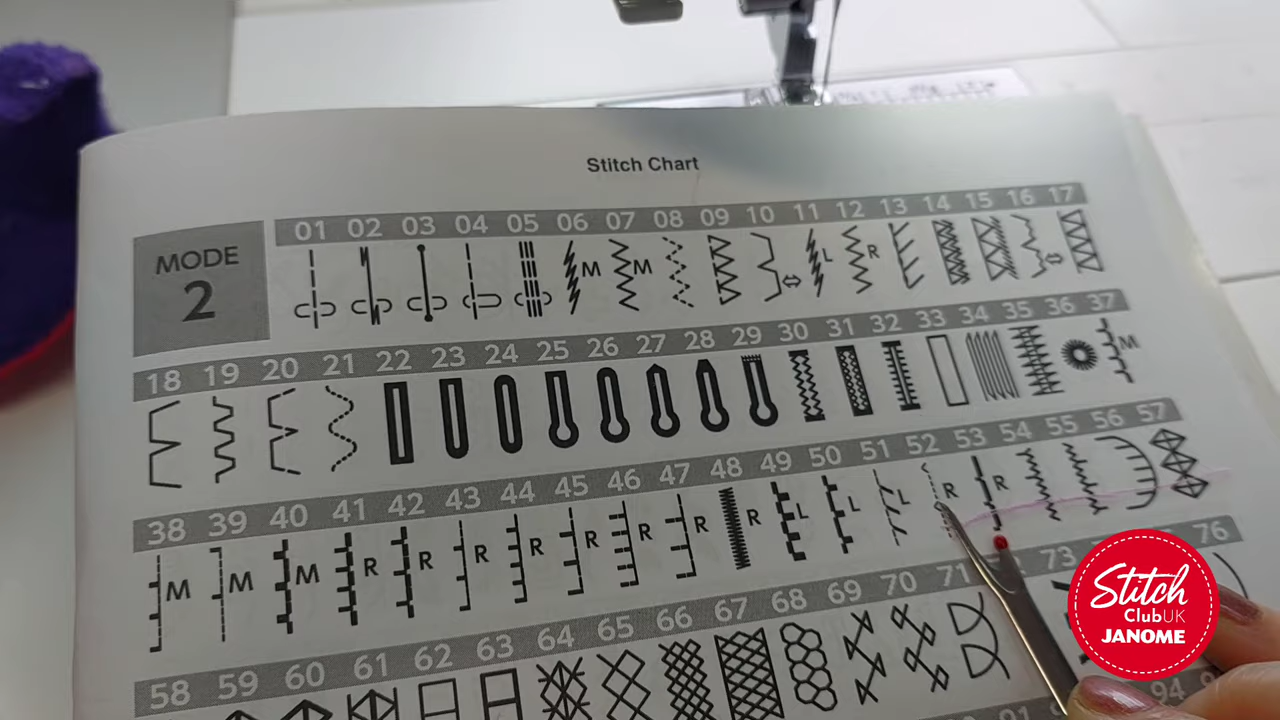 Stitch Chart
MODE
2
01 02 03 04 05 06 07 08 09 10 11 12 13 14 15 16 17
M M L R
18 19 20 21 22 23 24 25 26 27 28 29 30 31 32 33 34 35 36 37
M
38 39 40 41 42 43 44 45 46 47 48 49 50 51 52 53 54 55 56 57
M M M R R R R R R R R L L L R R
58 59 60 61 62 63 64 65 66 67 68 69 70 71 73 76
94
Stitch
Club UK
JANOME